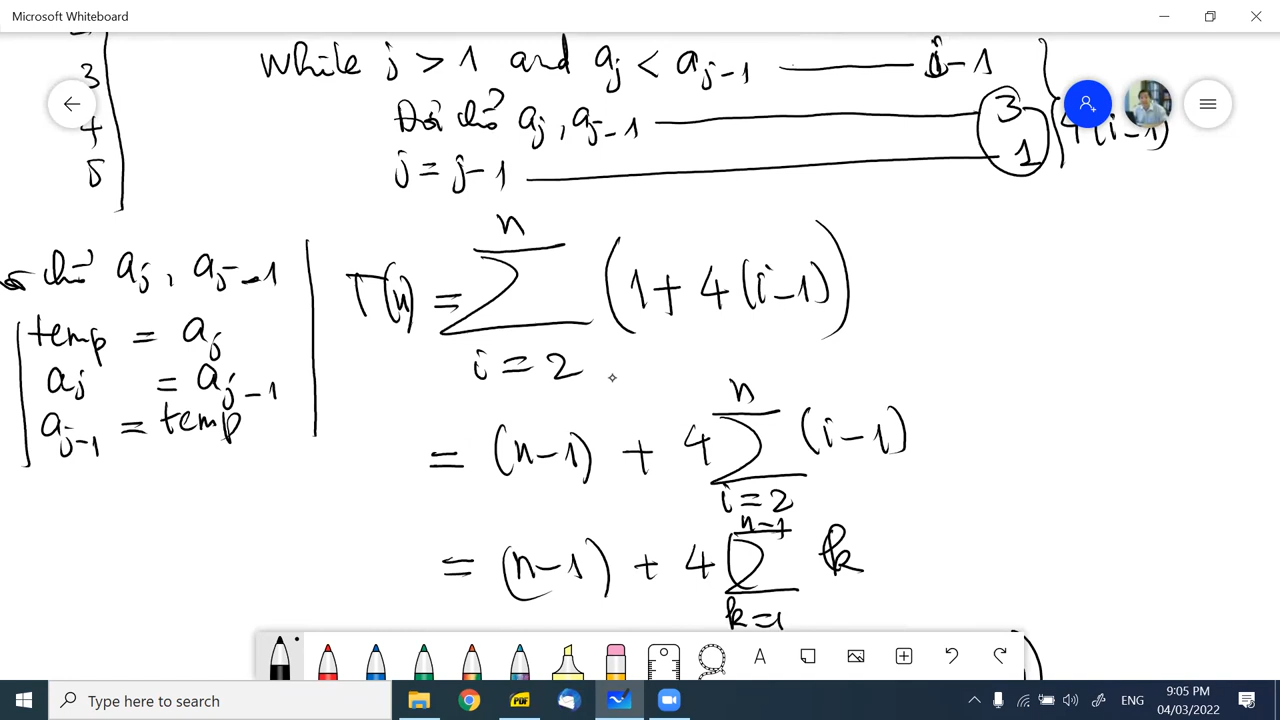 Microsoft Whiteboard
3
4
5
While j > 1 and aj < aj-1 i-1
Đổi chỗ aj, aj-1 3
4(i-1)
j = j-1 1
chỗ aj, aj-1
temp = aj
aj = aj-1
aj-1 = temp
n
T(n) = ∑ (1+4(i-1))
i=2
n
= (n-1) + 4∑(i-1)
i=2
n-1
= (n-1) + 4∑ k
k=1
A
Type here to search
PDF
ENG
9:05 PM
04/03/2022